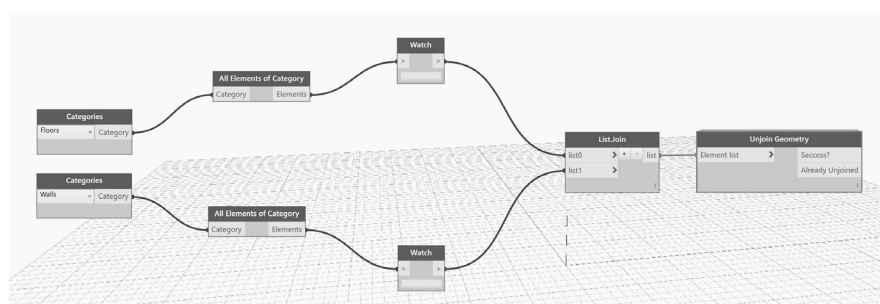 Watch
> >
All Elements of Category
Category Elements
Categories
Floors Category
List.Join
list0 > + - list
list1 >
l
Unjoin Geometry
Element list > Seccess?
Already Unjoined
l
Categories
Walls Category
All Elements of Category
Category Elements
Watch
> >